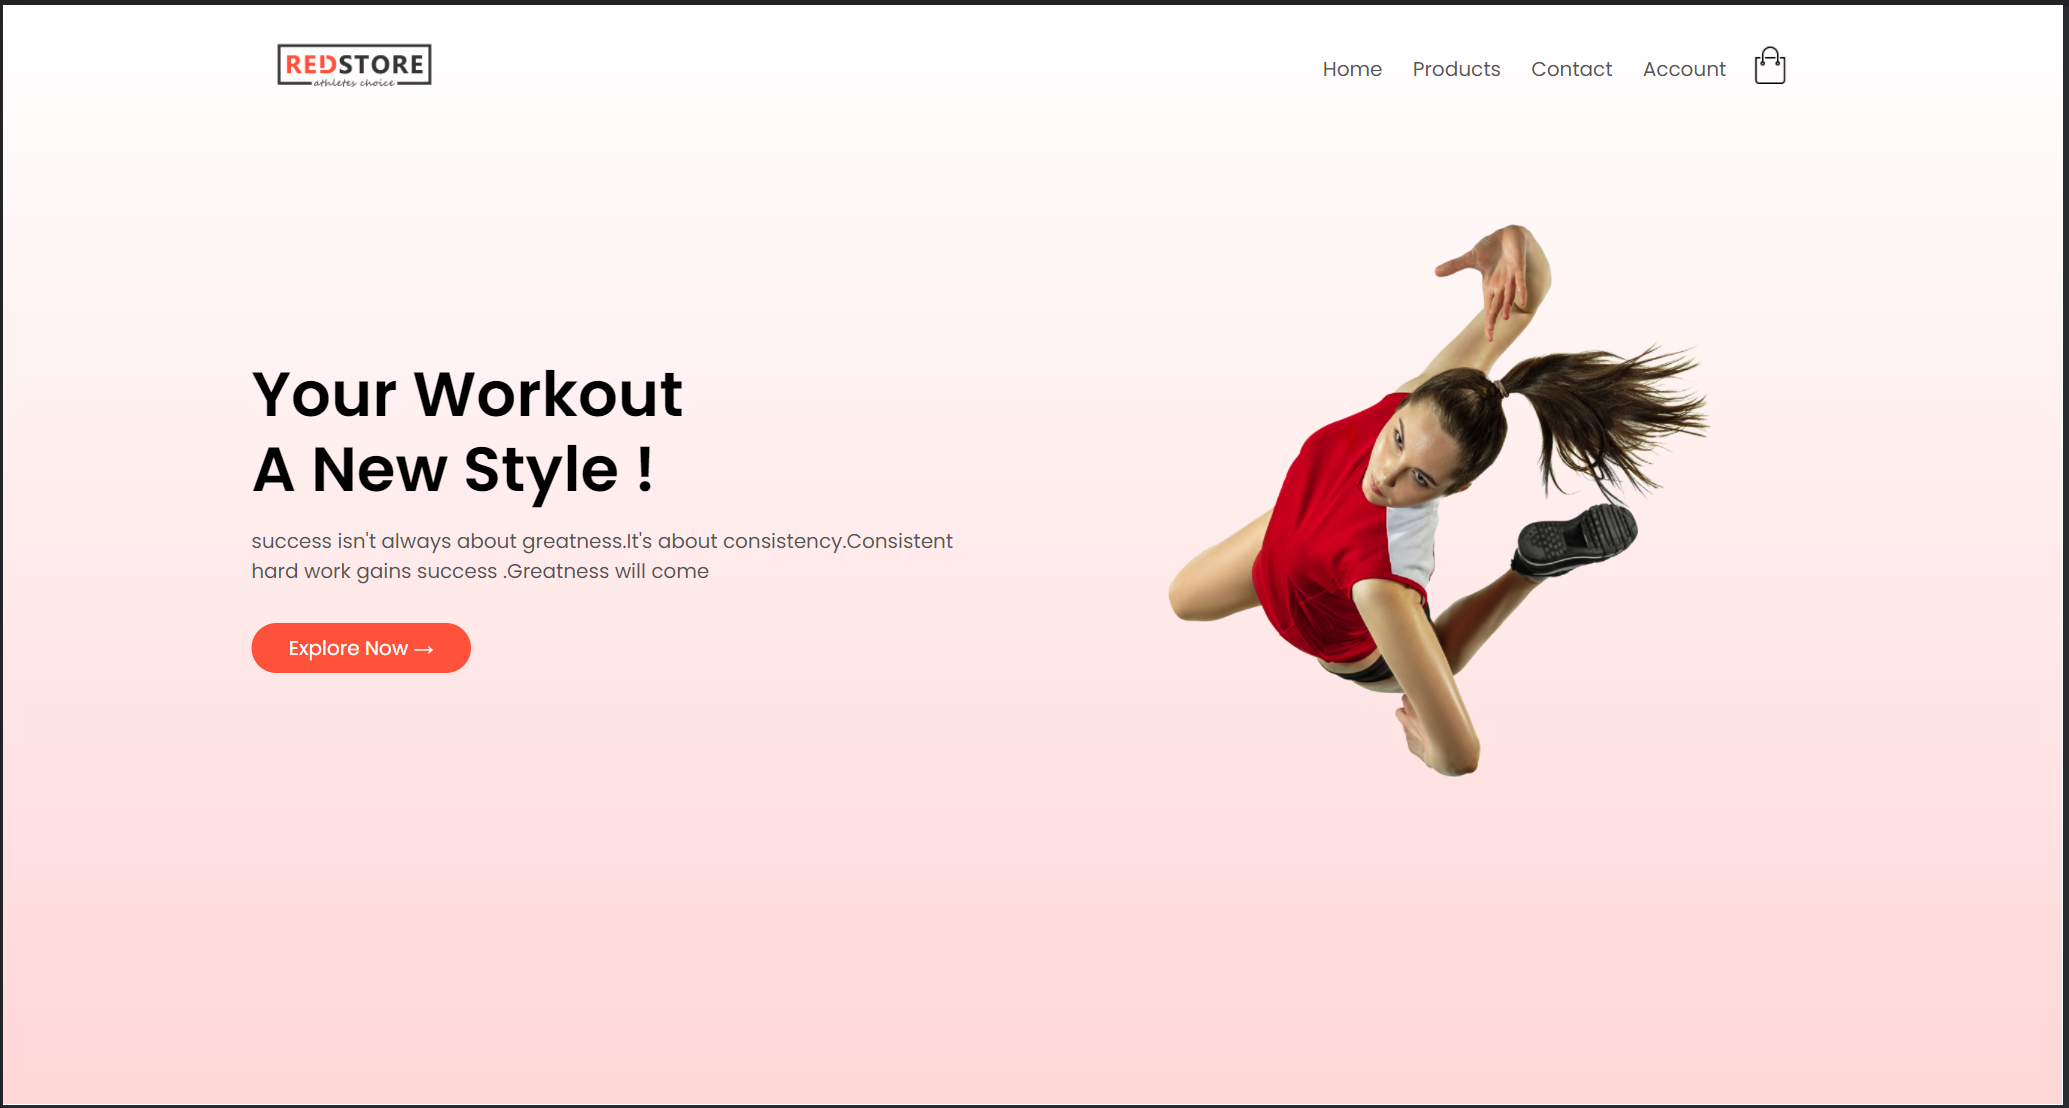 REDSTORE
athletes choice
Home Products Contact Account
Your Workout
A New Style !
success isn't always about greatness.It's about consistency.Consistent
hard work gains success .Greatness will come
Explore Now →